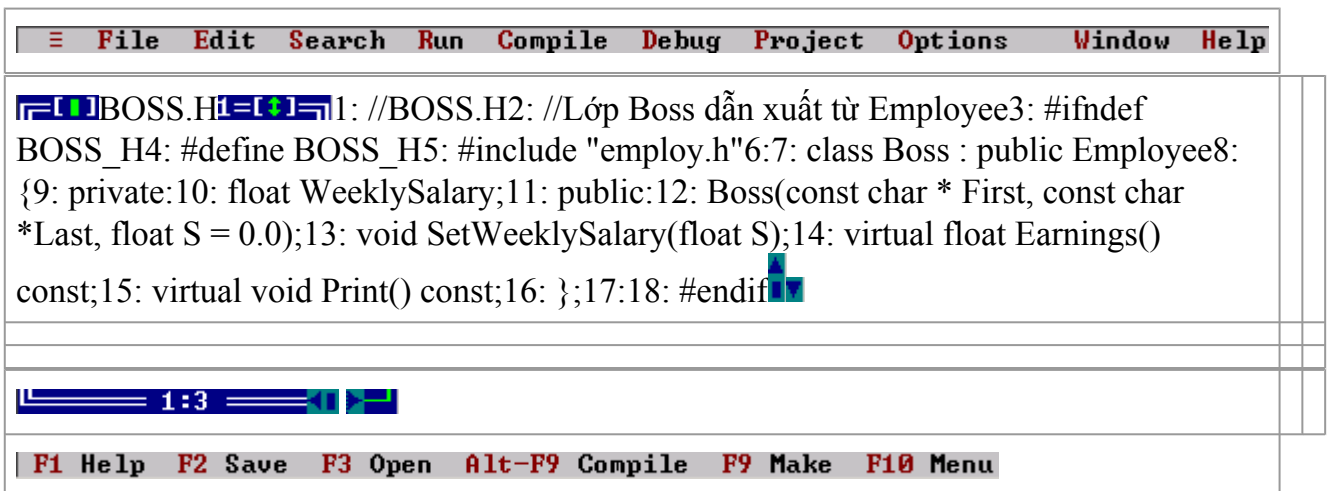 ≡ File Edit Search Run Compile Debug Project Options Window Help
╔═[■]BOSS.H1=[↕]═╗1: //BOSS.H2: //Lớp Boss dẫn xuất từ Employee3: #ifndef
BOSS_H4: #define BOSS_H5: #include "employ.h"6:7: class Boss : public Employee8:
{9: private:10: float WeeklySalary;11: public:12: Boss(const char * First, const char
*Last, float S = 0.0);13: void SetWeeklySalary(float S);14: virtual float Earnings()
const;15: virtual void Print() const;16: };17:18: #endif
1:3
F1 Help F2 Save F3 Open Alt-F9 Compile F9 Make F10 Menu